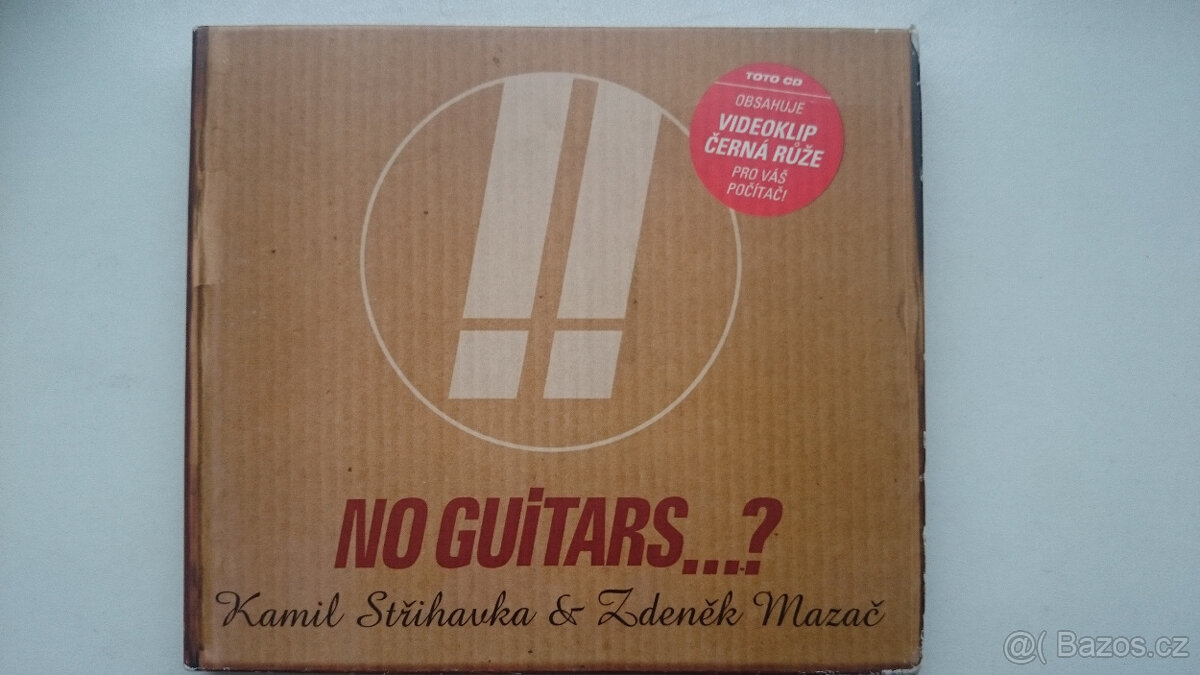 !!
TOTO CD
OBSAHUJE
VIDEOKLIP
ČERNÁ RŮŽE
PRO VÁŠ
POČÍTAČ!
NO GUiTARS...?
Kamil Střihavka & Zdeněk Mazač
@( Bazos.cz